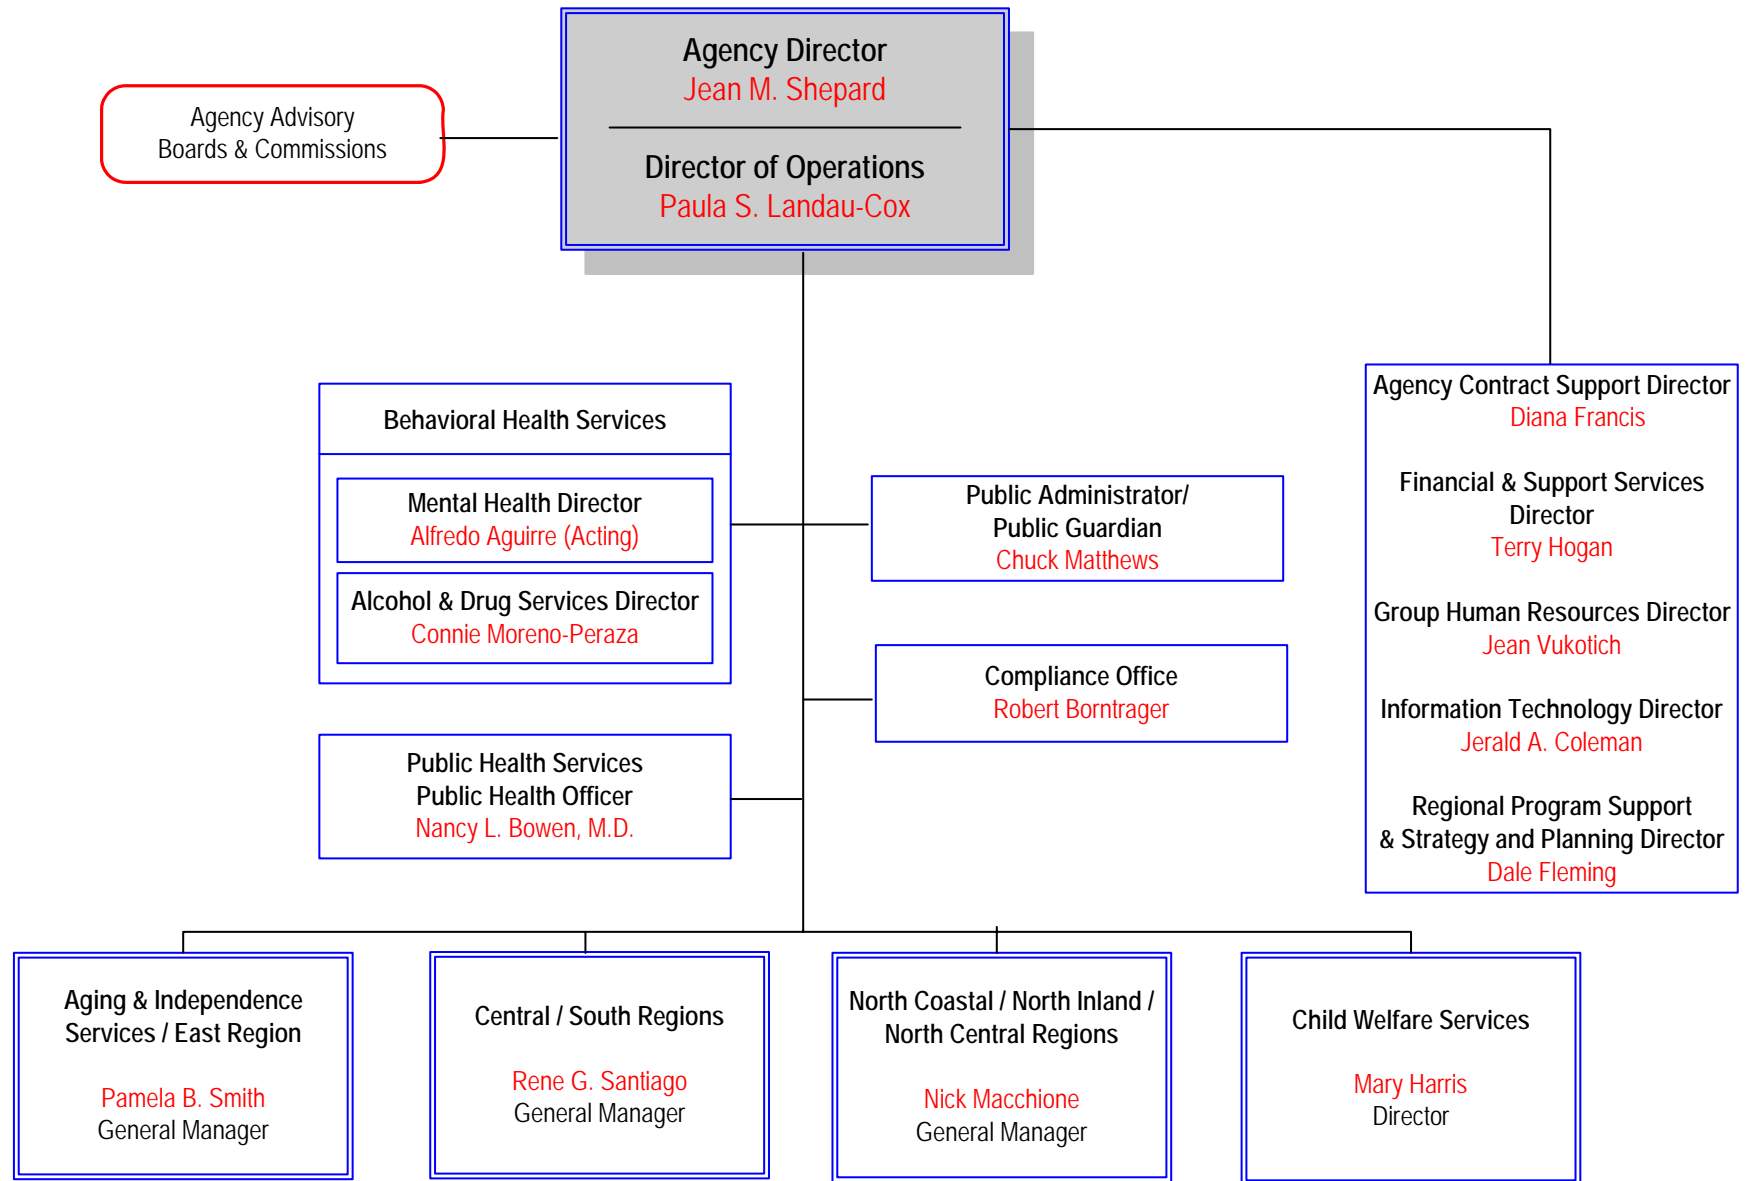 Agency Director
Jean M. Shepard
Director of Operations
Paula S. Landau-Cox
Agency Advisory
Boards & Commissions
Behavioral Health Services
Mental Health Director
Alfredo Aguirre (Acting)
Alcohol & Drug Services Director
Connie Moreno-Peraza
Public Health Services
Public Health Officer
Nancy L. Bowen, M.D.
Public Administrator/
Public Guardian
Chuck Matthews
Compliance Office
Robert Borntrager
Agency Contract Support Director
Diana Francis
Financial & Support Services
Director
Terry Hogan
Group Human Resources Director
Jean Vukotich
Information Technology Director
Jerald A. Coleman
Regional Program Support
& Strategy and Planning Director
Dale Fleming
Aging & Independence
Services / East Region
Pamela B. Smith
General Manager
Central / South Regions
Rene G. Santiago
General Manager
North Coastal / North Inland /
North Central Regions
Nick Macchione
General Manager
Child Welfare Services
Mary Harris
Director